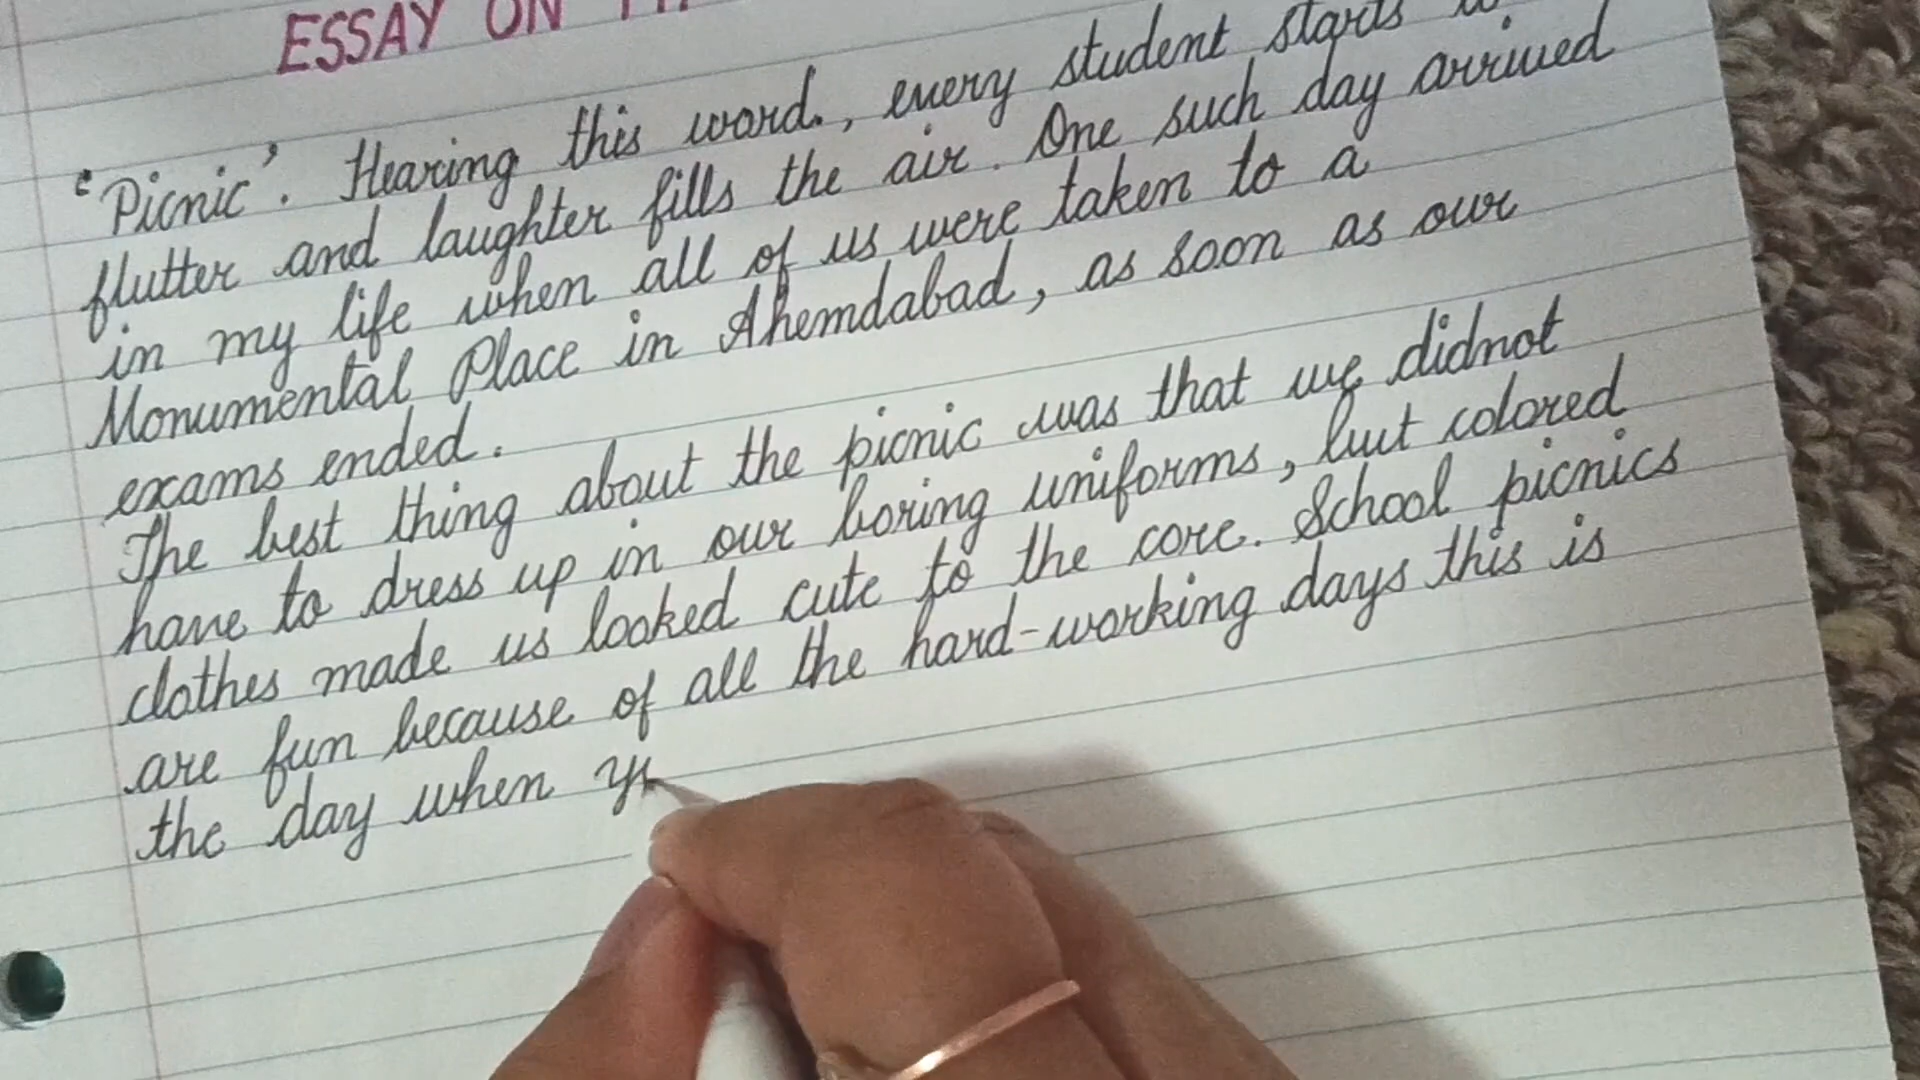 ESSAY ON
'Picnic'. Hearing this word., every student starts
flutter and laughter fills the air. One such day arrived
in my life when all of us were taken to a
Monumental Place in Ahemdabad, as soon as our
exams ended.
The best thing about the picnic was that we didnot
have to dress up in our boring uniforms, but colored
clothes made us looked cute to the core. School picnics
are fun because of all the hard-working days this is
the day when